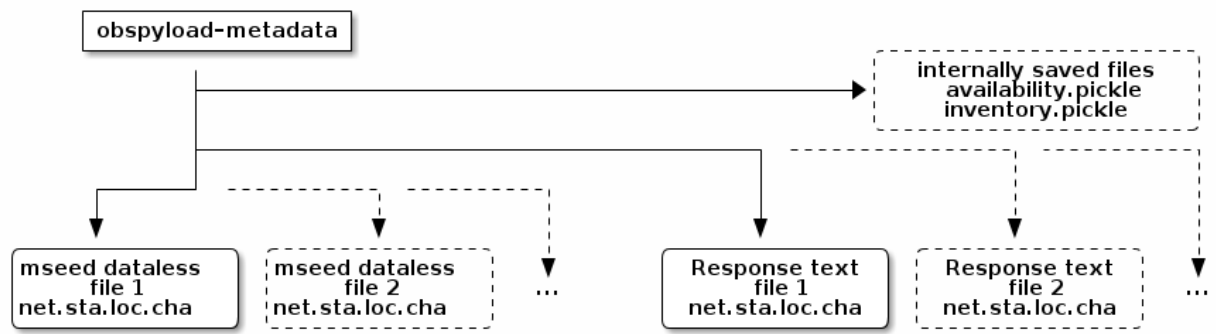 obspyload-metadata
internally saved files
availability.pickle
inventory.pickle
mseed dataless
file 1
net.sta.loc.cha
mseed dataless
file 2
net.sta.loc.cha
...
Response text
file 1
net.sta.loc.cha
Response text
file 2
net.sta.loc.cha
...